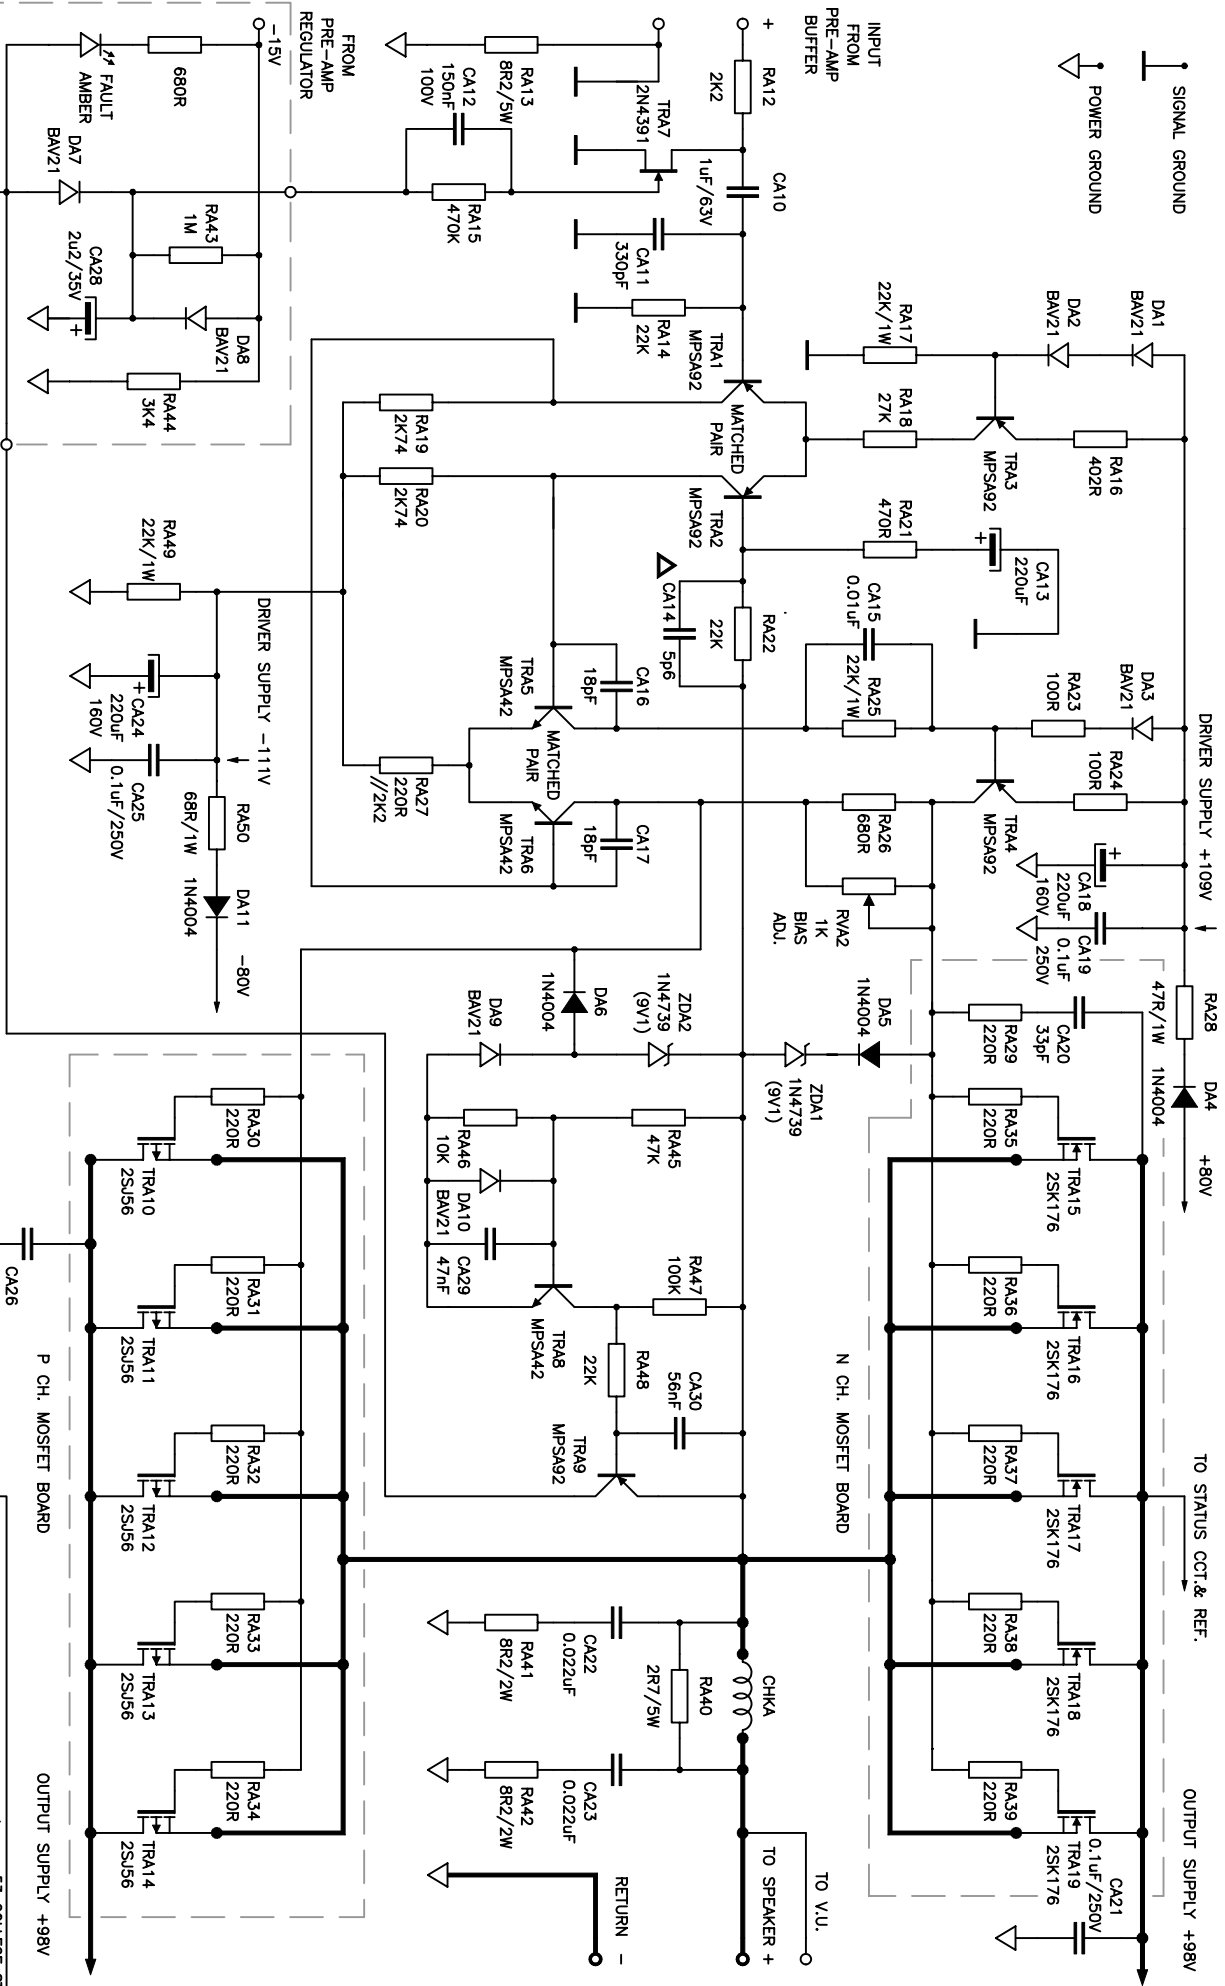 SIGNAL GROUND
POWER GROUND
INPUT
FROM
PRE-AMP
BUFFER
+
RA12
2K2
CA10
1uF/63V
TRA7
2N4391
RA13
8R2/5W
CA12
150nF
100V
RA15
470K
CA11
330pF
RA14
22K
FROM
PRE-AMP
REGULATOR
-15V
680R
FAULT
AMBER
DA7
BAV21
RA43
1M
CA28
2u2/35V
+
DA8
BAV21
RA44
3K4
DA1
BAV21
DA2
BAV21
RA17
22K/1W
RA18
27K
TRA3
MPSA92
RA16
402R
TRA1
MPSA92
MATCHED
PAIR
TRA2
MPSA92
RA19
2K74
RA20
2K74
RA21
470R
+
CA13
220uF
RA22
22K
CA14
5p6
CA15
0.01uF
RA25
22K/1W
DA3
BAV21
RA23
100R
RA24
100R
TRA4
MPSA92
DRIVER SUPPLY +109V
+
CA18
220uF
160V
CA19
0.1uF
250V
RA28
47R/1W
DA4
1N4004
+80V
CA16
18pF
TRA5
MPSA42
MATCHED
PAIR
CA17
18pF
TRA6
MPSA42
RA26
680R
RVA2
1K
BIAS
ADJ.
RA27
220R
//2K2
RA49
22K/1W
DRIVER SUPPLY -111V
+
CA24
220uF
160V
CA25
0.1uF/250V
RA50
68R/1W
DA11
1N4004
-80V
DA5
1N4004
ZDA1
1N4739
(9V1)
ZDA2
1N4739
(9V1)
DA6
1N4004
DA9
BAV21
RA45
47K
RA46
10K
DA10
BAV21
CA29
47nF
TRA8
MPSA42
RA47
100K
RA48
22K
CA30
56nF
TRA9
MPSA92
CA20
33pF
RA29
220R
RA35
220R
TRA15
2SK176
RA36
220R
TRA16
2SK176
RA37
220R
TRA17
2SK176
RA38
220R
TRA18
2SK176
RA39
220R
TRA19
2SK176
N CH. MOSFET BOARD
TO STATUS CCT.& REF.
OUTPUT SUPPLY +98V
CA21
0.1uF/250V
RA30
220R
TRA10
2SJ56
RA31
220R
TRA11
2SJ56
RA32
220R
TRA12
2SJ56
RA33
220R
TRA13
2SJ56
RA34
220R
TRA14
2SJ56
P CH. MOSFET BOARD
OUTPUT SUPPLY +98V
CA26
CHKA
RA40
2R7/5W
CA22
0.022uF
RA41
8R2/2W
CA23
0.022uF
RA42
8R2/2W
TO V.U.
TO SPEAKER +
RETURN -